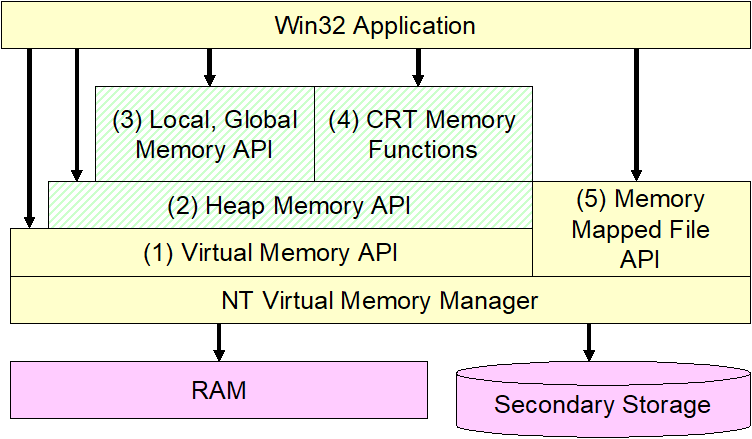 Win32 Application
(3) Local, Global
Memory API
(4) CRT Memory
Functions
(2) Heap Memory API
(5) Memory
Mapped File
API
(1) Virtual Memory API
NT Virtual Memory Manager
RAM
Secondary Storage